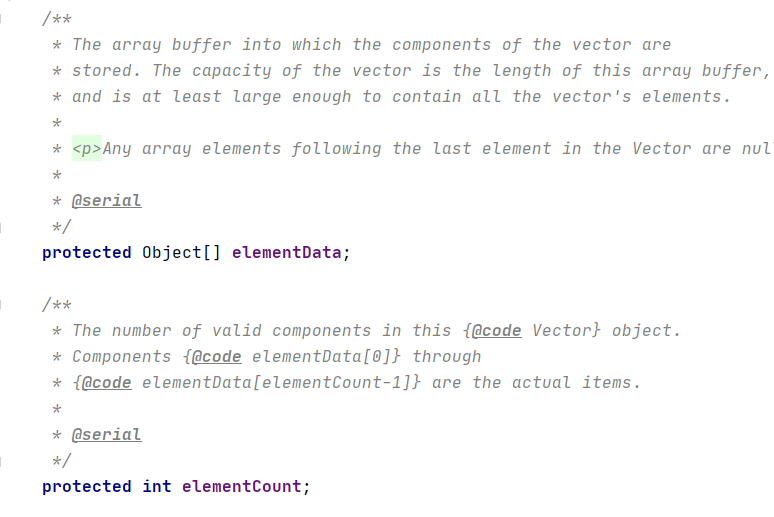 /**
 * The array buffer into which the components of the vector are
 * stored. The capacity of the vector is the length of this array buffer,
 * and is at least large enough to contain all the vector's elements.
 *
 * <p>Any array elements following the last element in the Vector are
 *
 * @serial
 */
protected Object[] elementData;

/**
 * The number of valid components in this {@code Vector} object.
 * Components {@code elementData[0]} through
 * {@code elementData[elementCount-1]} are the actual items.
 *
 * @serial
 */
protected int elementCount;